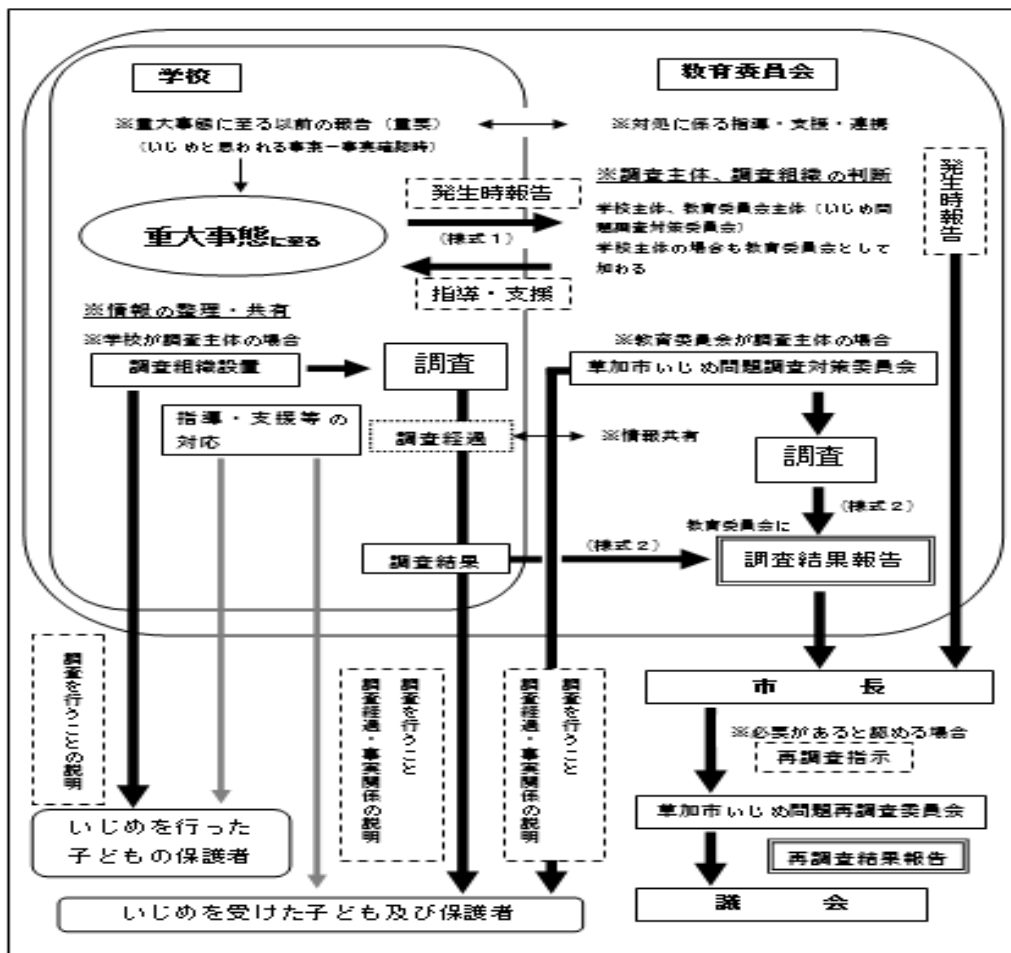 学校
教育委員会
※重大事態に至る以前の報告（重要）
（いじめと思われる事案－事実確認時）
※対処に係る指導・支援・連携
発生時報告
発生時報告
（様式１）
※調査主体、調査組織の判断
学校主体、教育委員会主体（いじめ問
題調査対策委員会）
学校主体の場合も教育委員会として
加わる
重大事態に至る
指導・支援
※情報の整理・共有
※学校が調査主体の場合
調査組織設置
調査
※教育委員会が調査主体の場合
草加市いじめ問題調査対策委員会
指導・支援等の
対応
調査経過
※情報共有
調査
（様式２）
教育委員会に
調査結果
（様式２）
調査結果報告
調査を行うことの説明
調査を行うこと
調査経過・事実関係の説明
調査を行うこと
調査経過・事実関係の説明
市長
※必要があると認める場合
再調査指示
草加市いじめ問題再調査委員会
再調査結果報告
議会
いじめを行った
子どもの保護者
いじめを受けた子ども及び保護者